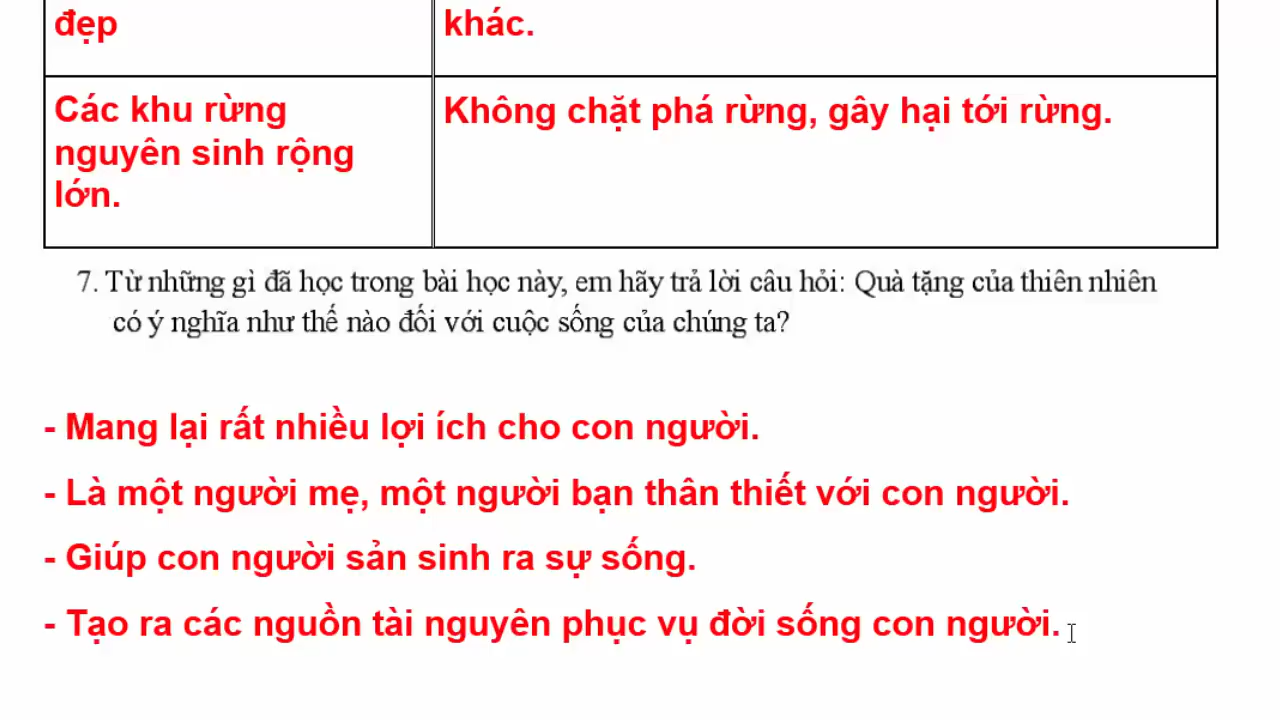 đẹp
khác.
Các khu rừng
nguyên sinh rộng
lớn.
Không chặt phá rừng, gây hại tới rừng.
7. Từ những gì đã học trong bài học này, em hãy trả lời câu hỏi: Quà tặng của thiên nhiên
có ý nghĩa như thế nào đối với cuộc sống của chúng ta?
- Mang lại rất nhiều lợi ích cho con người.
- Là một người mẹ, một người bạn thân thiết với con người.
- Giúp con người sản sinh ra sự sống.
- Tạo ra các nguồn tài nguyên phục vụ đời sống con người.